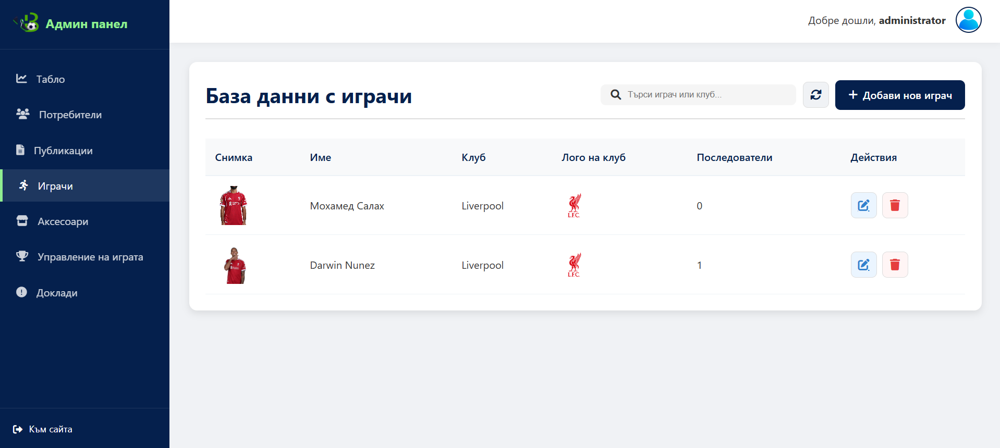 Админ панел
Добре дошли, administrator
Табло
Потребители
Публикации
Играчи
Аксесоари
Управление на играта
Доклади
Към сайта
База данни с играчи
Търси играч или клуб...
Добави нов играч
Снимка Име Клуб Лого на клуб Последователи Действия
Мохамед Салах Liverpool L.F.C. 0
Darwin Nunez Liverpool L.F.C. 1